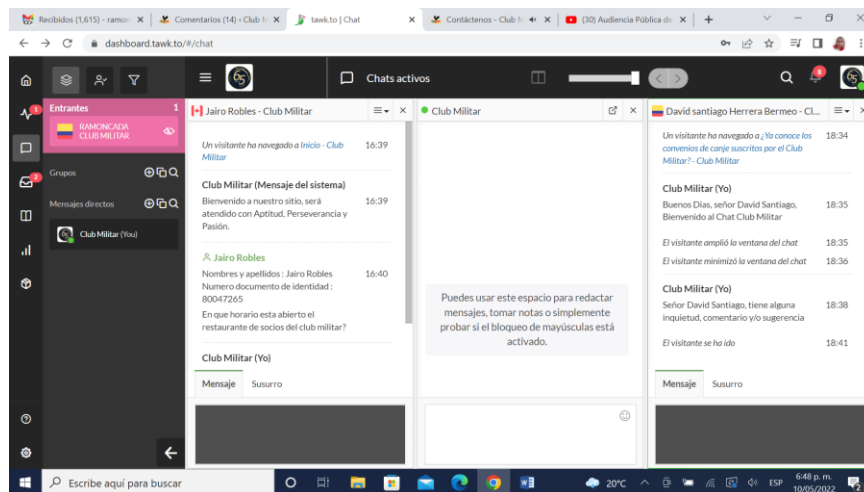 Recibidos (1,615) - ramon
Comentarios (14) ‹ Club M
tawk.to | Chat
Contáctenos - Club
(30) Audiencia Pública de
dashboard.tawk.to/#/chat
65
Chats activos
8
Entrantes 1
RAMONCADA
CLUB MILITAR
Grupos
Mensajes directos
Club Militar (You)
1
2
Jairo Robles - Club Militar
Un visitante ha navegado a Inicio - Club Militar 16:39
Club Militar (Mensaje del sistema)
Bienvenido a nuestro sitio, será 16:39
atendido con Aptitud, Perseverancia y
Pasión.
Jairo Robles
Nombres y apellidos : Jairo Robles 16:40
Numero documento de identidad :
80047265
En que horario esta abierto el
restaurante de socios del club militar?
Club Militar (Yo)
Mensaje Susurro
Club Militar
Puedes usar este espacio para redactar
mensajes, tomar notas o simplemente
probar si el bloqueo de mayúsculas está
activado.
David santiago Herrera Bermeo - Cl...
Un visitante ha navegado a ¿Ya conoce los 18:34
convenios de canje suscritos por el Club
Militar? - Club Militar
Club Militar (Yo)
Buenos Días, señor David Santiago, 18:35
Bienvenido al Chat Club Militar
El visitante amplió la ventana del chat 18:35
El visitante minimizó la ventana del chat 18:36
Club Militar (Yo)
Señor David Santiago, tiene alguna 18:38
inquietud, comentario y/o sugerencia
El visitante se ha ido 18:41
Mensaje Susurro
Escribe aquí para buscar
20°C
ESP
6:48 p. m.
10/05/2022
2